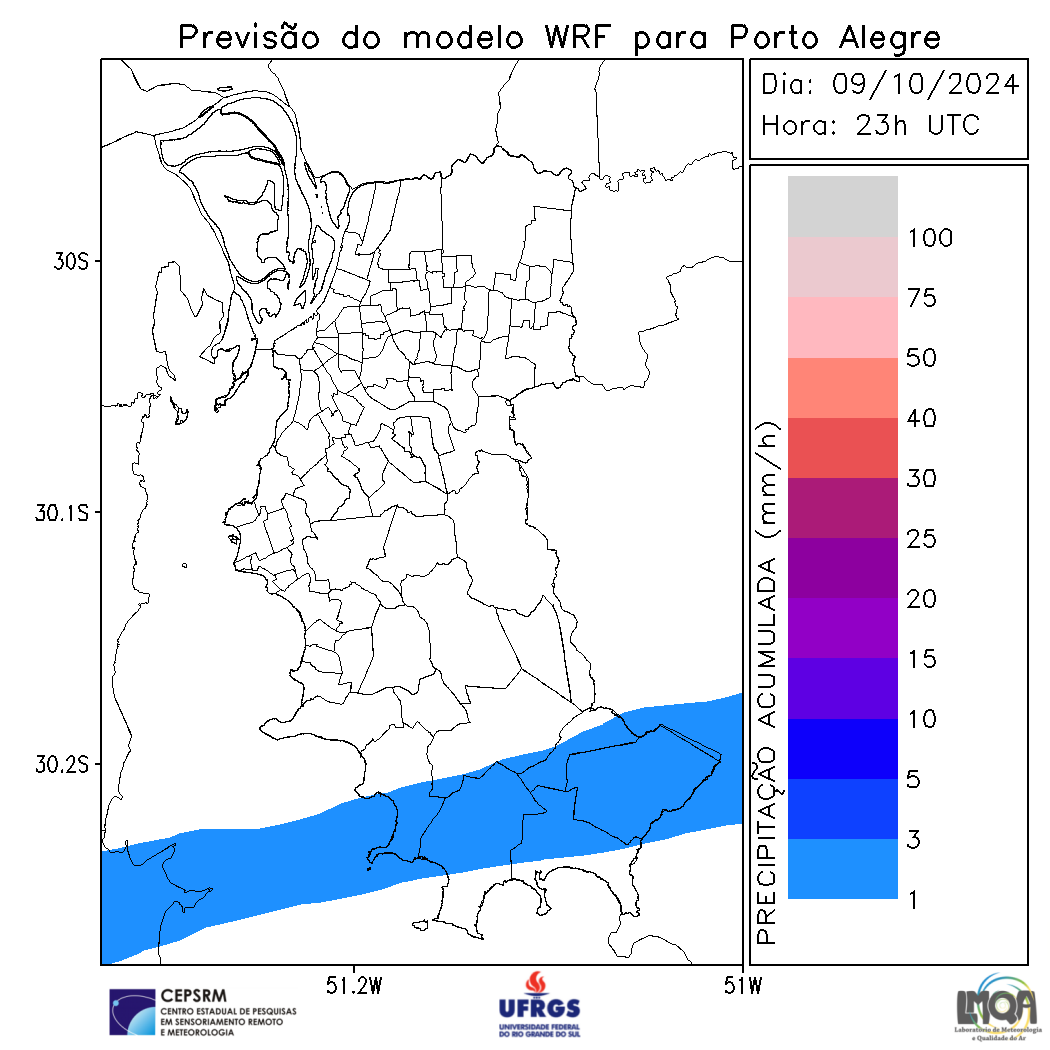 Previsão do modelo WRF para Porto Alegre
Dia: 09/10/2024
Hora: 23h UTC
100
75
50
40
30
25
20
15
10
5
3
1
PRECIPITAÇÃO ACUMULADA (mm/h)
30S
30.1S
30.2S
51.2W
51W
CEPSRM
CENTRO ESTADUAL DE PESQUISAS
EM SENSORIAMENTO REMOTO
E METEOROLOGIA
UFRGS
UNIVERSIDADE FEDERAL
DO RIO GRANDE DO SUL
LMQA
Laboratório de Meteorologia
e Qualidade do Ar